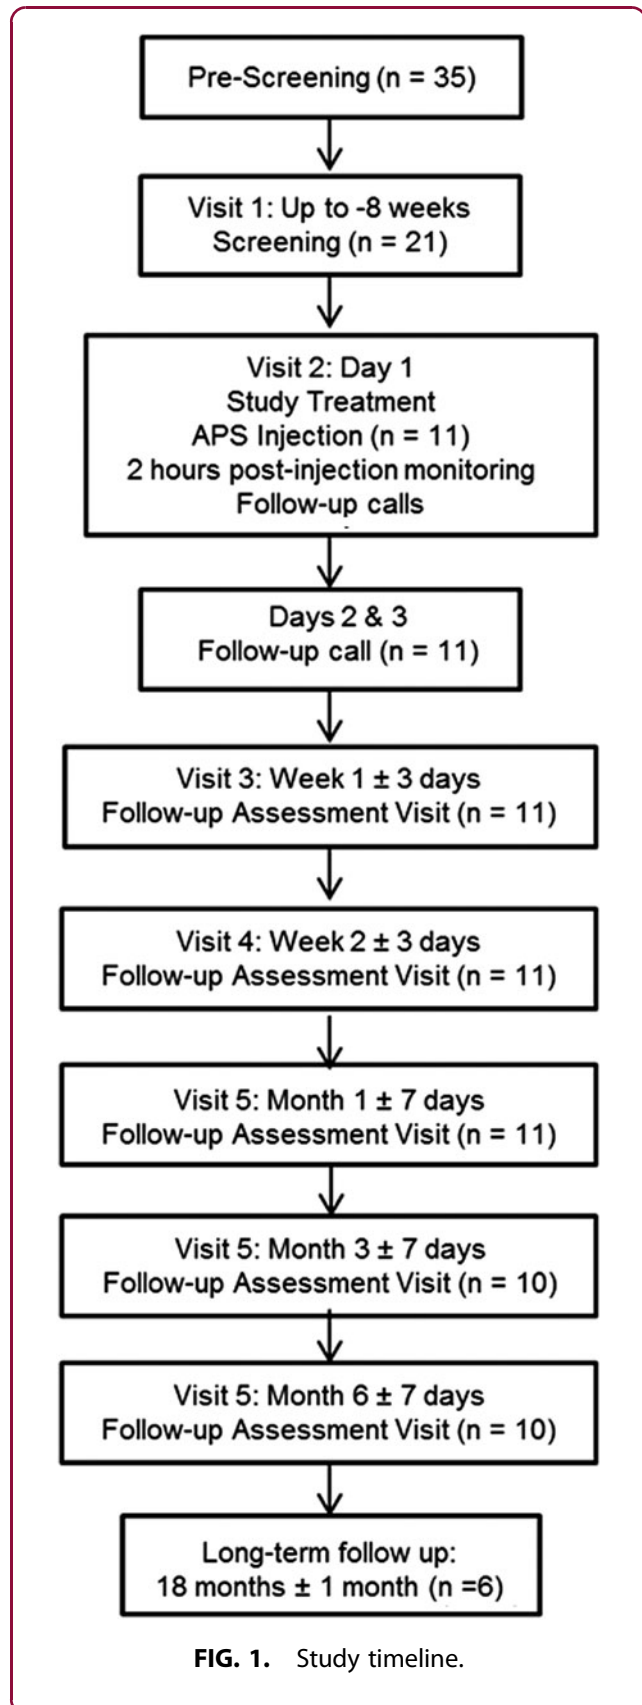 Pre-Screening (n = 35)
Visit 1: Up to -8 weeks
Screening (n = 21)
Visit 2: Day 1
Study Treatment
APS Injection (n = 11)
2 hours post-injection monitoring
Follow-up calls
Days 2 & 3
Follow-up call (n = 11)
Visit 3: Week 1 ± 3 days
Follow-up Assessment Visit (n = 11)
Visit 4: Week 2 ± 3 days
Follow-up Assessment Visit (n = 11)
Visit 5: Month 1 ± 7 days
Follow-up Assessment Visit (n = 11)
Visit 5: Month 3 ± 7 days
Follow-up Assessment Visit (n = 10)
Visit 5: Month 6 ± 7 days
Follow-up Assessment Visit (n = 10)
Long-term follow up:
18 months ± 1 month (n =6)
FIG. 1. Study timeline.